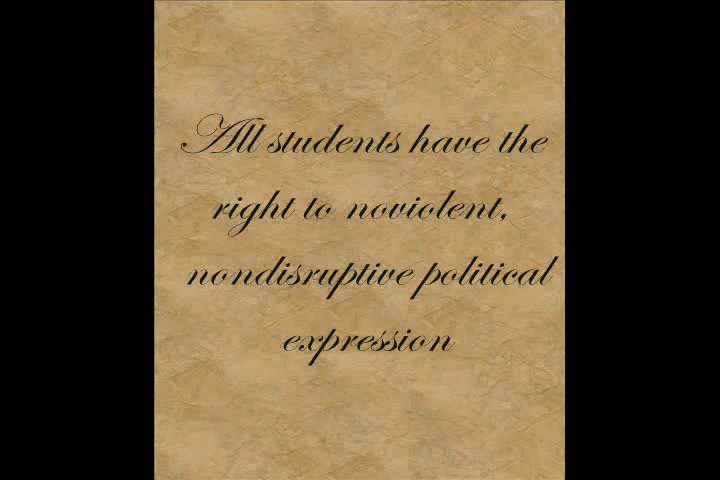 All students have the
right to noviolent,
nondisruptive political
expression